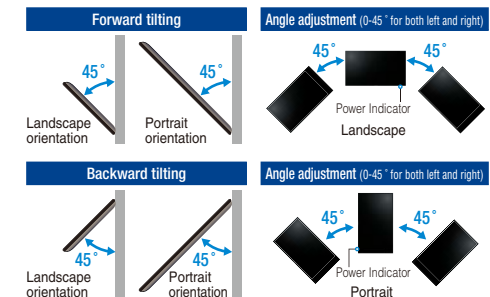 Forward tilting
45˚
Landscape
orientation
45˚
Portrait
orientation
Angle adjustment (0-45˚ for both left and right)
45˚
45˚
Power Indicator
Landscape
Backward tilting
45˚
Landscape
orientation
45˚
Portrait
orientation
Angle adjustment (0-45˚ for both left and right)
45˚
45˚
Power Indicator
Portrait